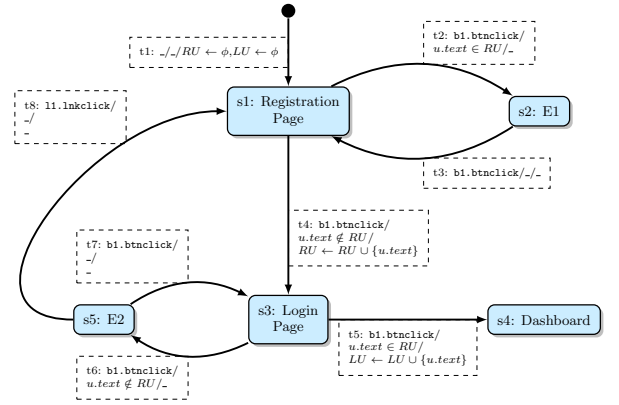 t1: _/_/RU ← ϕ,LU ← ϕ
t2: b1.btnclick/
u.text ∈ RU/_
t8: l1.lnkclick/
_/
_
s1: Registration
Page
s2: E1
t3: b1.btnclick/_/_
t4: b1.btnclick/
u.text ∉ RU/
RU ← RU ∪ {u.text}
t7: b1.btnclick/
_/
_
s5: E2
s3: Login
Page
s4: Dashboard
t5: b1.btnclick/
u.text ∈ RU/
LU ← LU ∪ {u.text}
t6: b1.btnclick/
u.text ∉ RU/_